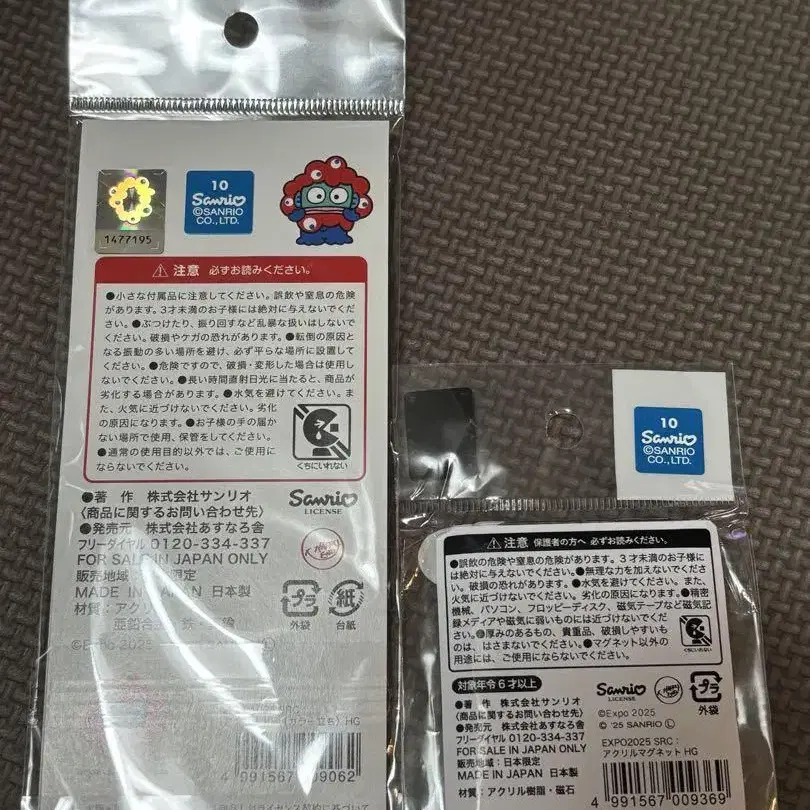 1477195
10
Sanrio
©SANRIO
CO.,LTD.
注意 必ずお読みください。
●小さな付属品に注意してください。誤飲や窒息の危険
があります。3才未満のお子様には絶対に与えないでくだ
さい。●ぶつけたり、振り回すなど乱暴な扱いはしないで
ください。破損やケガの恐れがあります。●転倒の原因と
なる振動の多い場所を避け、必ず平らな場所に設置して
ください。●危険ですので、破損・変形した場合は使用し
ないでください。●長い時間直射日光に当たると、商品が
劣化する場合があります。●水気を避けてください。ま
た、火気に近づけないでください。劣化
の原因になります。●お子様の手の届か
ない場所で使用、保管をしてください。
●通常の使用目的以外では、ご使用に
ならないでください。
くちにいれない
●著 作 株式会社サンリオ
〈商品に関するお問い合わせ先〉
●発売元 株式会社あすなろ舎
フリーダイヤル 0120-334-337
FOR SALE IN JAPAN ONLY
販売地域：日本限定
MADE IN JAPAN 日本製
材質：アクリ
亜鉛合
鉄
©Expo 2025
Sanrio
LICENSE
プラ
外袋
紙
台紙
HG
4 991567 009062
10
Sanrio
©SANRIO
CO.,LTD.
注意 保護者の方へ 必ずお読みください。
●誤飲の危険や窒息の危険があります。3才未満のお子様に
は絶対に与えないでください。●無理な力を加えないでくだ
さい。破損の恐れがあります。●水気を避けてください。また、
火気に近づけないでください。劣化の原因になります。●精密
機械、パソコン、フロッピーディスク、磁気テープなど磁気記
録メディアや磁気に弱いものには近づけないでください。
●厚みのあるもの、貴重品、破損しやすいもの
は、はさまないでください。●マグネット以外の
用途には、ご使用にならないでください。
くちにいれない
対象年令6才以上
●著 作 株式会社サンリオ
〈商品に関するお問い合わせ先〉
●発売元 株式会社あすなろ舎
フリーダイヤル 0120-334-337
FOR SALE IN JAPAN ONLY
販売地域：日本限定
MADE IN JAPAN 日本製
材質：アクリル樹脂・磁石
Sanrio
LICENSE
プラ
外袋
©Expo 2025
© '25 SANRIO Ⓛ
EXPO2025 SRC：
アクリルマグネット HG
4 991567 009369